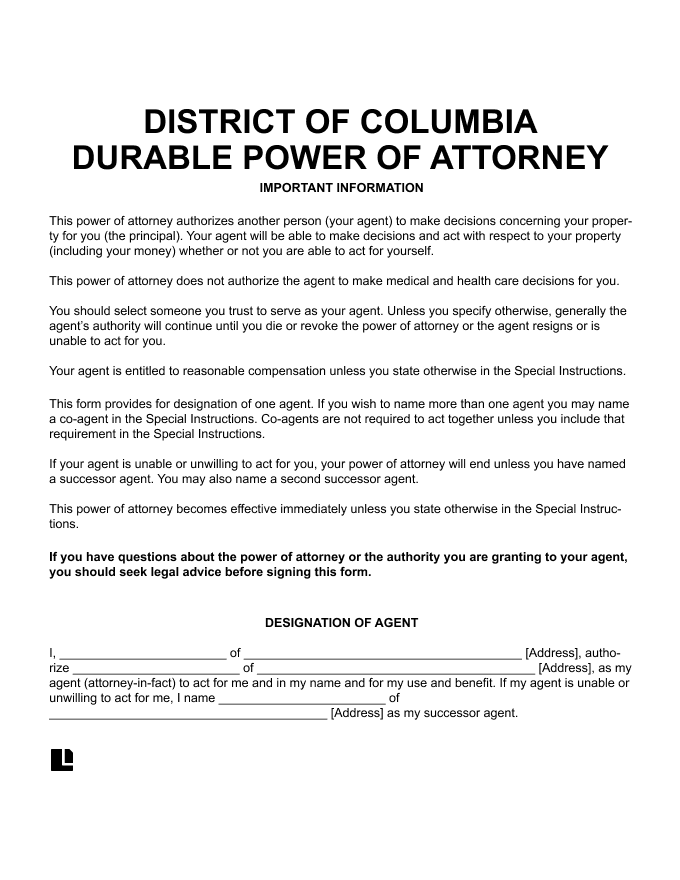 DISTRICT OF COLUMBIA
DURABLE POWER OF ATTORNEY
IMPORTANT INFORMATION
This power of attorney authorizes another person (your agent) to make decisions concerning your proper-
ty for you (the principal). Your agent will be able to make decisions and act with respect to your property
(including your money) whether or not you are able to act for yourself.
This power of attorney does not authorize the agent to make medical and health care decisions for you.
You should select someone you trust to serve as your agent. Unless you specify otherwise, generally the
agent’s authority will continue until you die or revoke the power of attorney or the agent resigns or is
unable to act for you.
Your agent is entitled to reasonable compensation unless you state otherwise in the Special Instructions.
This form provides for designation of one agent. If you wish to name more than one agent you may name
a co-agent in the Special Instructions. Co-agents are not required to act together unless you include that
requirement in the Special Instructions.
If your agent is unable or unwilling to act for you, your power of attorney will end unless you have named
a successor agent. You may also name a second successor agent.
This power of attorney becomes effective immediately unless you state otherwise in the Special Instruc-
tions.
If you have questions about the power of attorney or the authority you are granting to your agent,
you should seek legal advice before signing this form.
DESIGNATION OF AGENT
I, ________________________ of ________________________________________ [Address], autho-
rize ________________________ of ________________________________________ [Address], as my
agent (attorney-in-fact) to act for me and in my name and for my use and benefit. If my agent is unable or
unwilling to act for me, I name ________________________ of
________________________________________ [Address] as my successor agent.